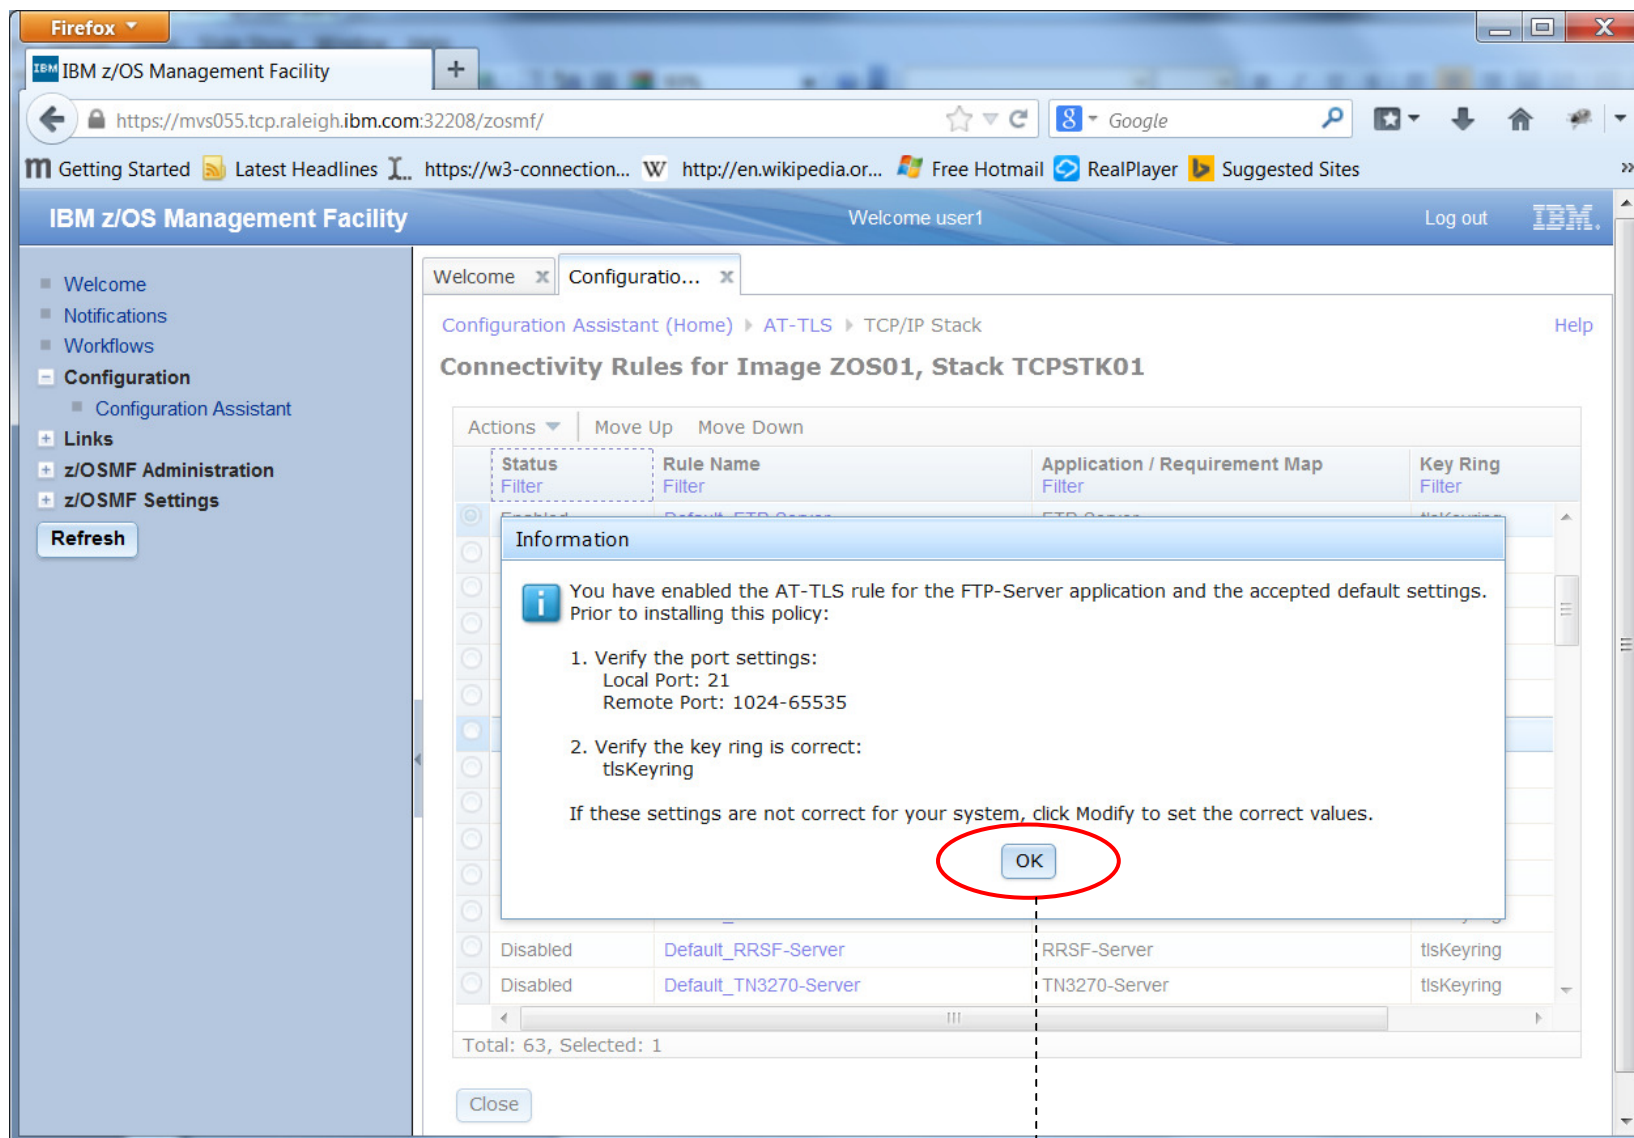 Firefox
IBM IBM z/OS Management Facility
https://mvs055.tcp.raleigh.ibm.com:32208/zosmf/
8 Google
m Getting Started Latest Headlines https://w3-connection... W http://en.wikipedia.or... Free Hotmail RealPlayer Suggested Sites »
IBM z/OS Management Facility Welcome user1 Log out IBM.
Welcome
Notifications
Workflows
Configuration
Configuration Assistant
Links
z/OSMF Administration
z/OSMF Settings
Refresh
Welcome x Configuratio... x
Configuration Assistant (Home) AT-TLS TCP/IP Stack Help
Connectivity Rules for Image ZOS01, Stack TCPSTK01
Actions Move Up Move Down
Status Rule Name Application / Requirement Map Key Ring
Filter Filter Filter Filter
Enabled Default_FTP-Server FTP-Server tlsKeyring
Information
You have enabled the AT-TLS rule for the FTP-Server application and the accepted default settings.
Prior to installing this policy:
1. Verify the port settings:
Local Port: 21
Remote Port: 1024-65535
2. Verify the key ring is correct:
tlsKeyring
If these settings are not correct for your system, click Modify to set the correct values.
OK
Disabled Default_RRSF-Server RRSF-Server tlsKeyring
Disabled Default_TN3270-Server TN3270-Server tlsKeyring
Total: 63, Selected: 1
Close